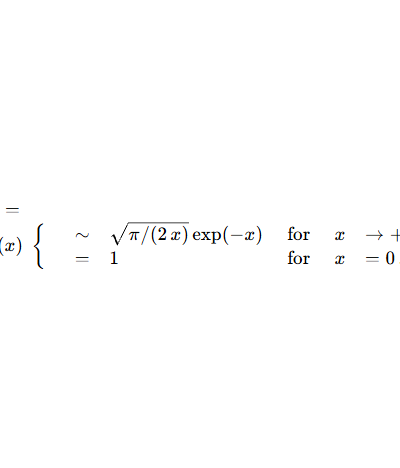 =
(x) { ∼ √π/(2 x) exp(−x) for x → +
= 1 for x = 0